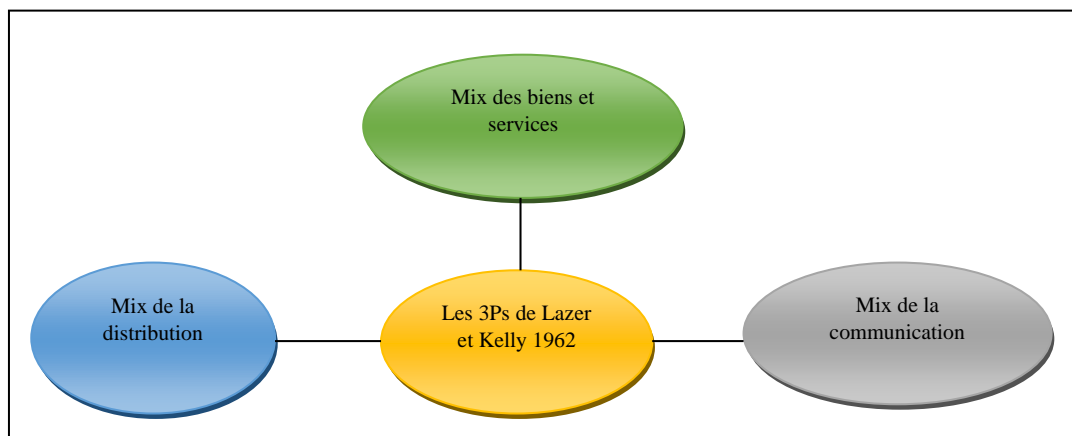 Mix des biens et
services
Mix de la
distribution
Les 3Ps de Lazer
et Kelly 1962
Mix de la
communication